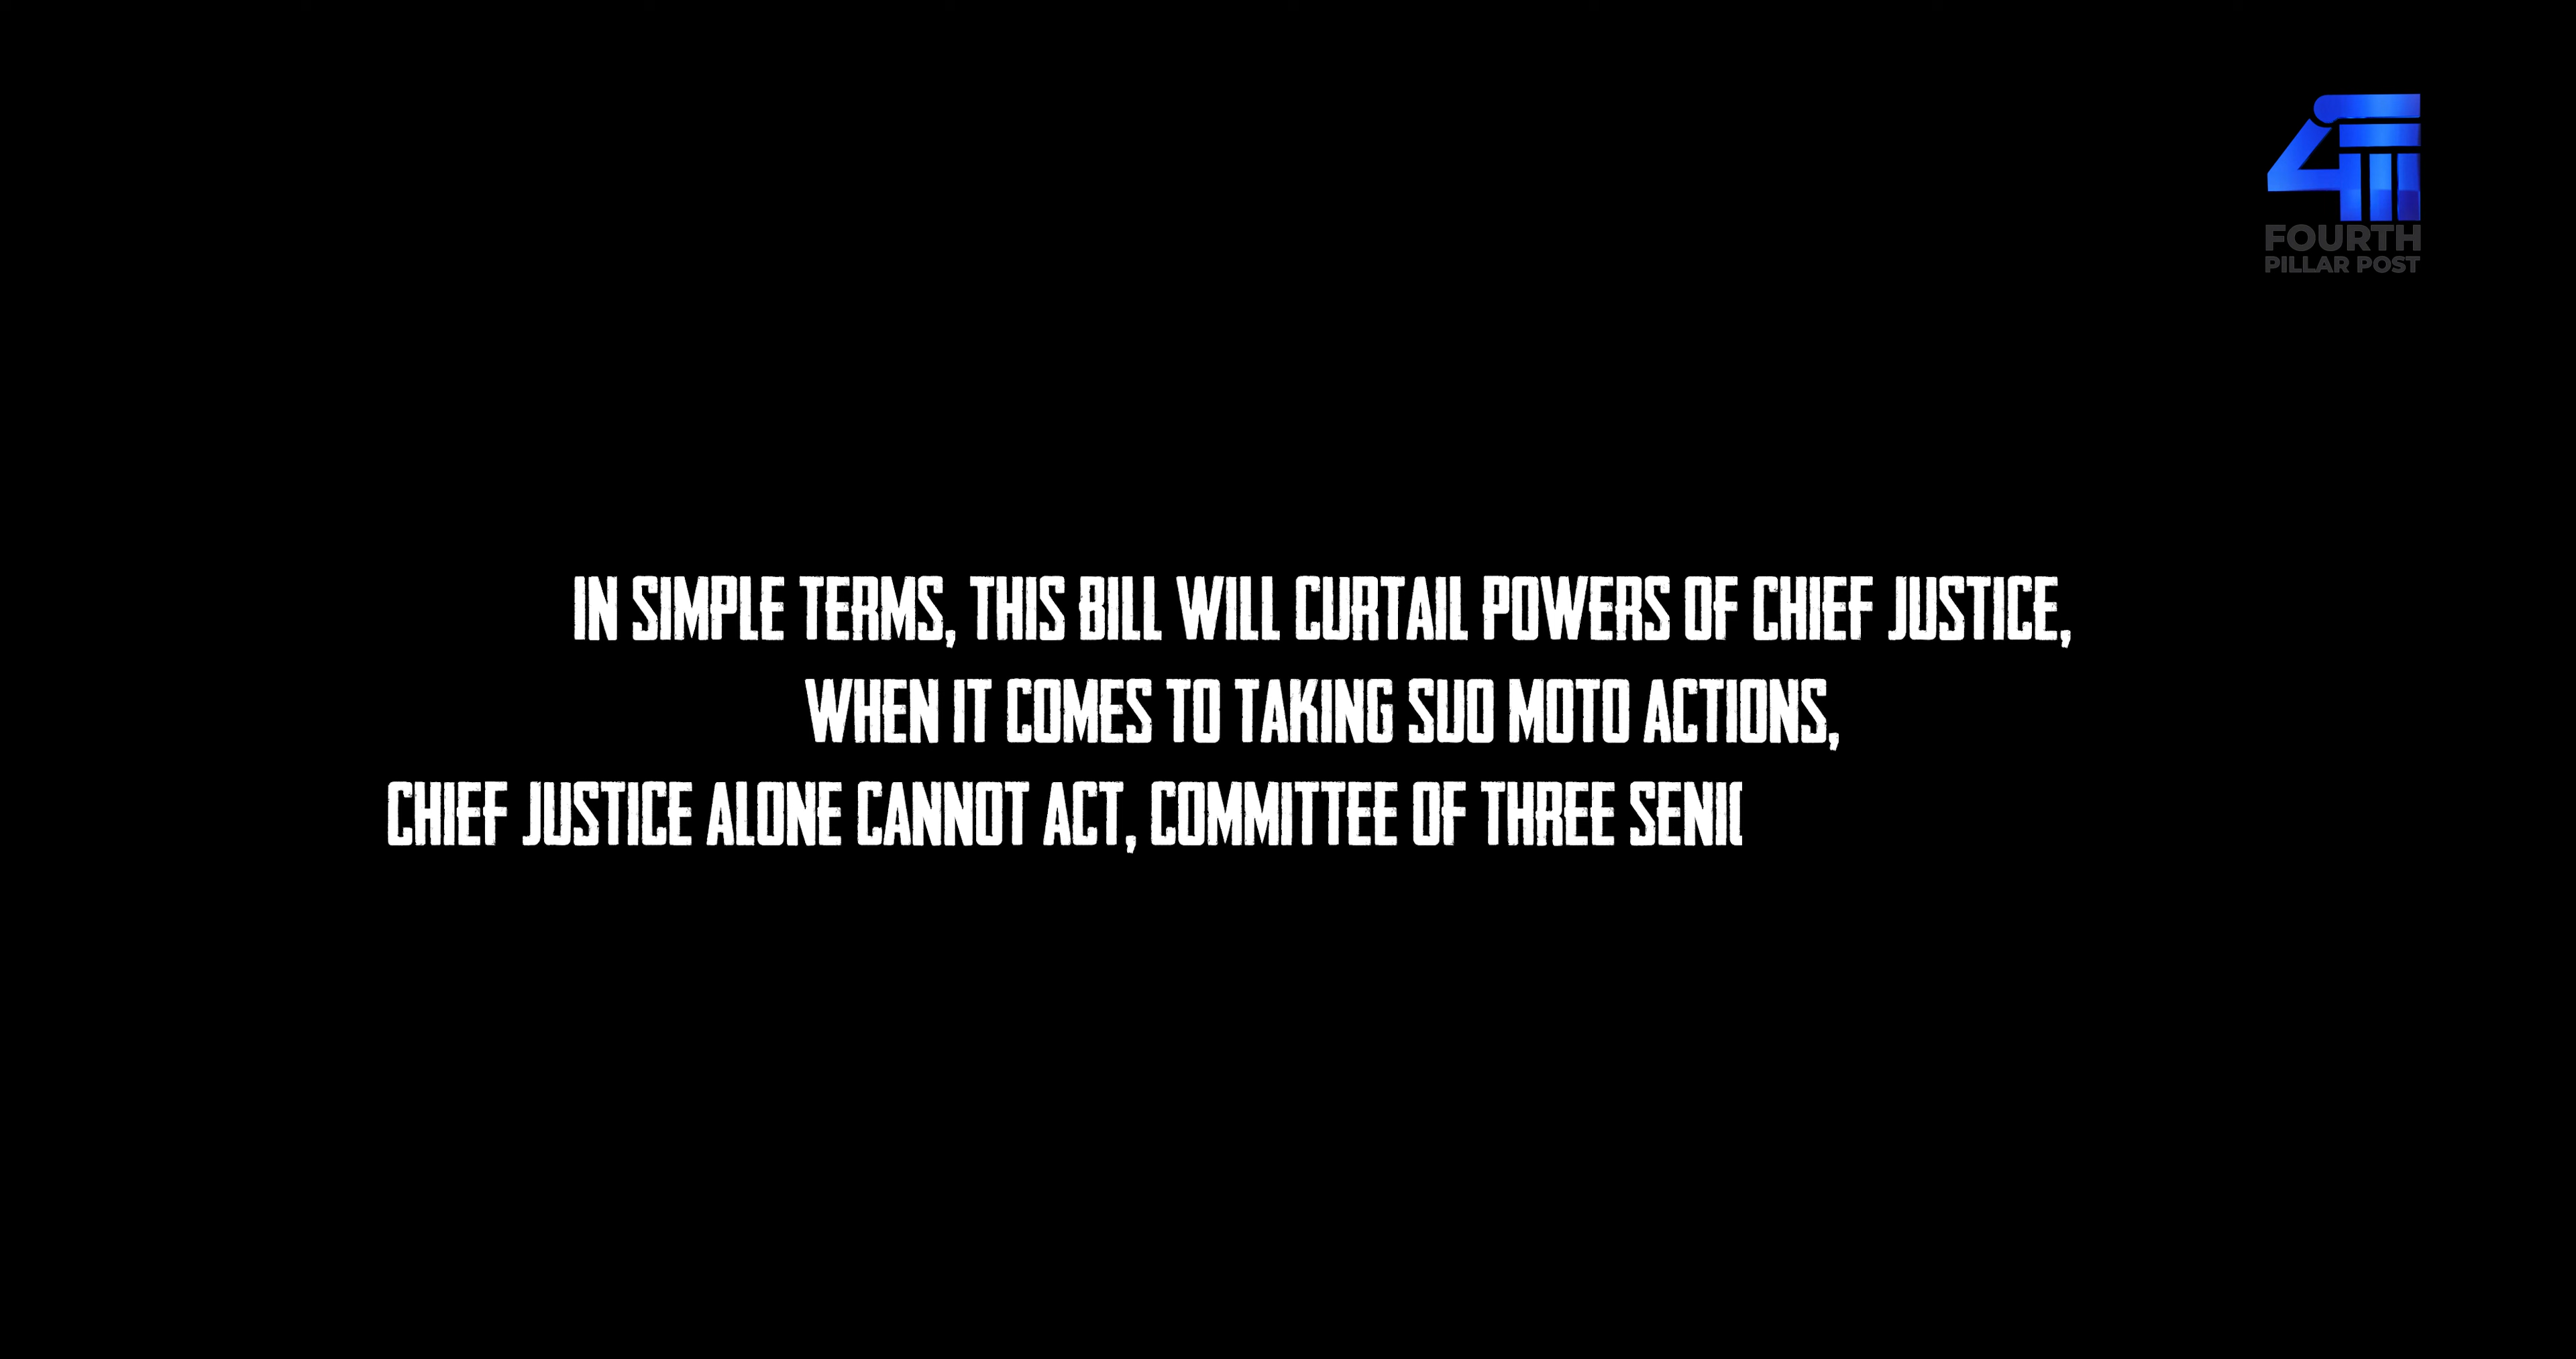 FOURTH
PILLAR POST
IN SIMPLE TERMS, THIS BILL WILL CURTAIL POWERS OF CHIEF JUSTICE,
WHEN IT COMES TO TAKING SUO MOTO ACTIONS,
CHIEF JUSTICE ALONE CANNOT ACT, COMMITTEE OF THREE